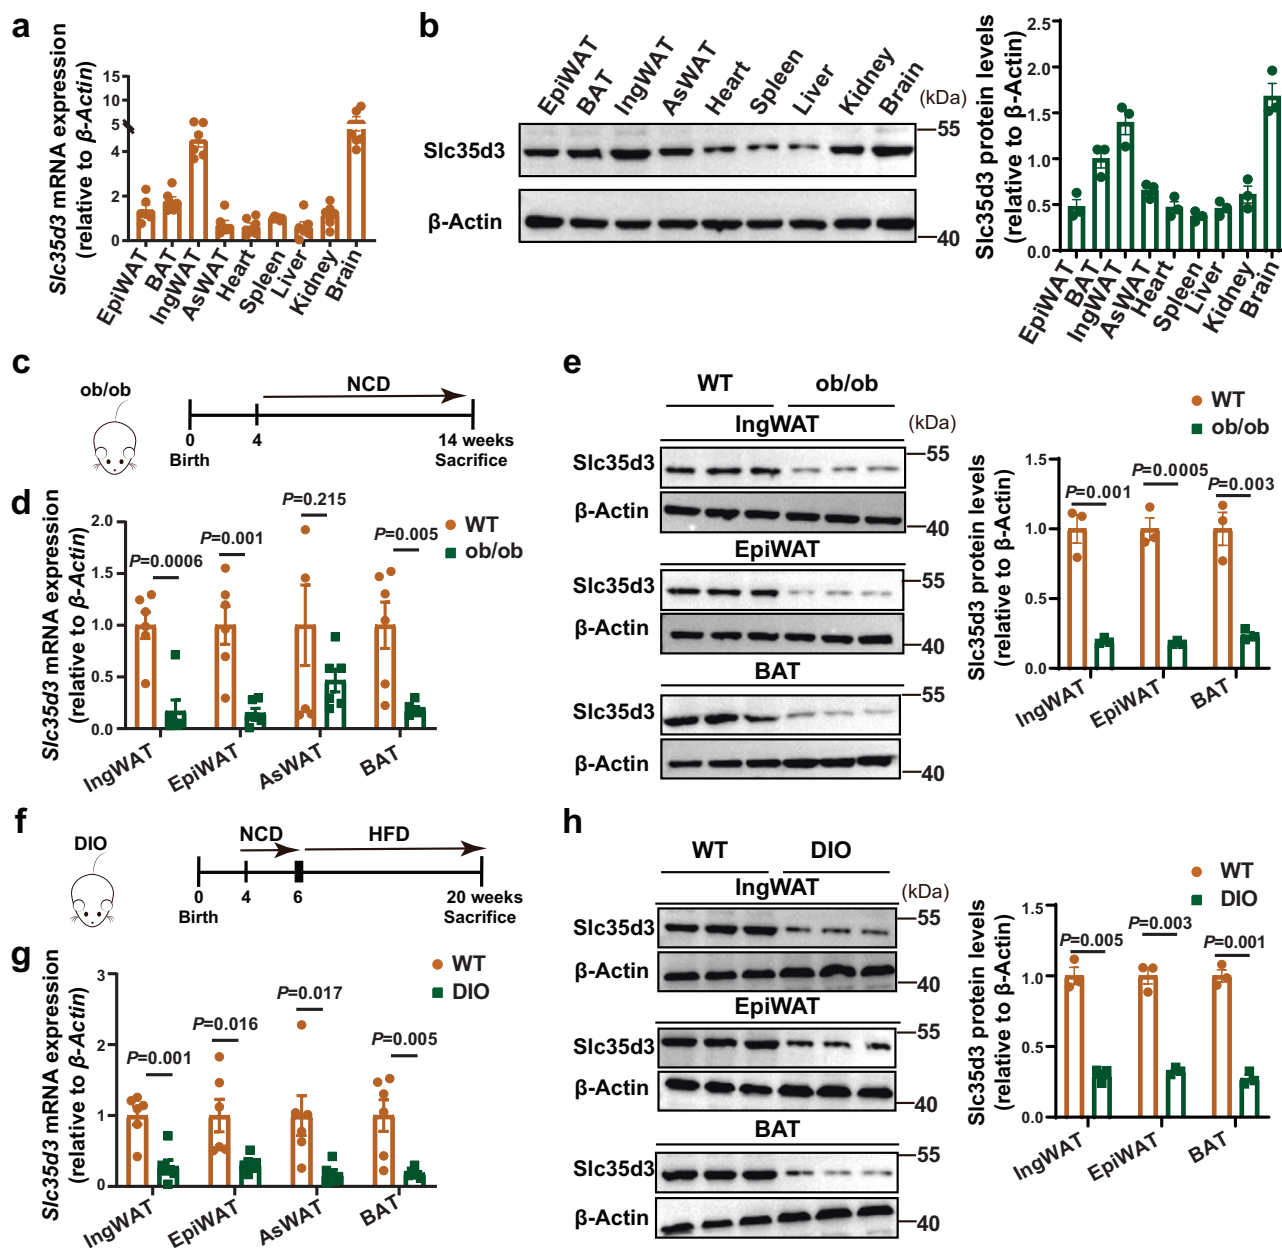 a
Slc35d3 mRNA expression
(relative to β-Actin)
15
10
5
4
2
0
EpiWAT
BAT
IngWAT
AsWAT
Heart
Spleen
Liver
Kidney
Brain
b
EpiWAT
BAT
IngWAT
AsWAT
Heart
Spleen
Liver
Kidney
Brain
(kDa)
Slc35d3
55
β-Actin
40
Slc35d3 protein levels
(relative to β-Actin)
2.5
2.0
1.5
1.0
0.5
0.0
EpiWAT
BAT
IngWAT
AsWAT
Heart
Spleen
Liver
Kidney
Brain
c
ob/ob
NCD
0
4
14 weeks
Birth
Sacrifice
d
Slc35d3 mRNA expression
(relative to β-Actin)
2.0
1.5
1.0
0.5
0.0
P=0.0006
P=0.001
P=0.215
P=0.005
WT
ob/ob
IngWAT
EpiWAT
AsWAT
BAT
e
WT
ob/ob
IngWAT
(kDa)
Slc35d3
55
β-Actin
40
EpiWAT
Slc35d3
55
β-Actin
40
BAT
Slc35d3
55
β-Actin
40
WT
ob/ob
Slc35d3 protein levels
(relative to β-Actin)
1.5
1.0
0.5
0.0
P=0.001
P=0.0005
P=0.003
IngWAT
EpiWAT
BAT
f
DIO
NCD
HFD
0
4
6
20 weeks
Birth
Sacrifice
g
Slc35d3 mRNA expression
(relative to β-Actin)
3
2
1
0
P=0.001
P=0.016
P=0.017
P=0.005
WT
DIO
IngWAT
EpiWAT
AsWAT
BAT
h
WT
DIO
IngWAT
(kDa)
Slc35d3
55
β-Actin
40
EpiWAT
Slc35d3
55
β-Actin
40
BAT
Slc35d3
55
β-Actin
40
WT
DIO
Slc35d3 protein levels
(relative to β-Actin)
1.5
1.0
0.5
0.0
P=0.005
P=0.003
P=0.001
IngWAT
EpiWAT
BAT